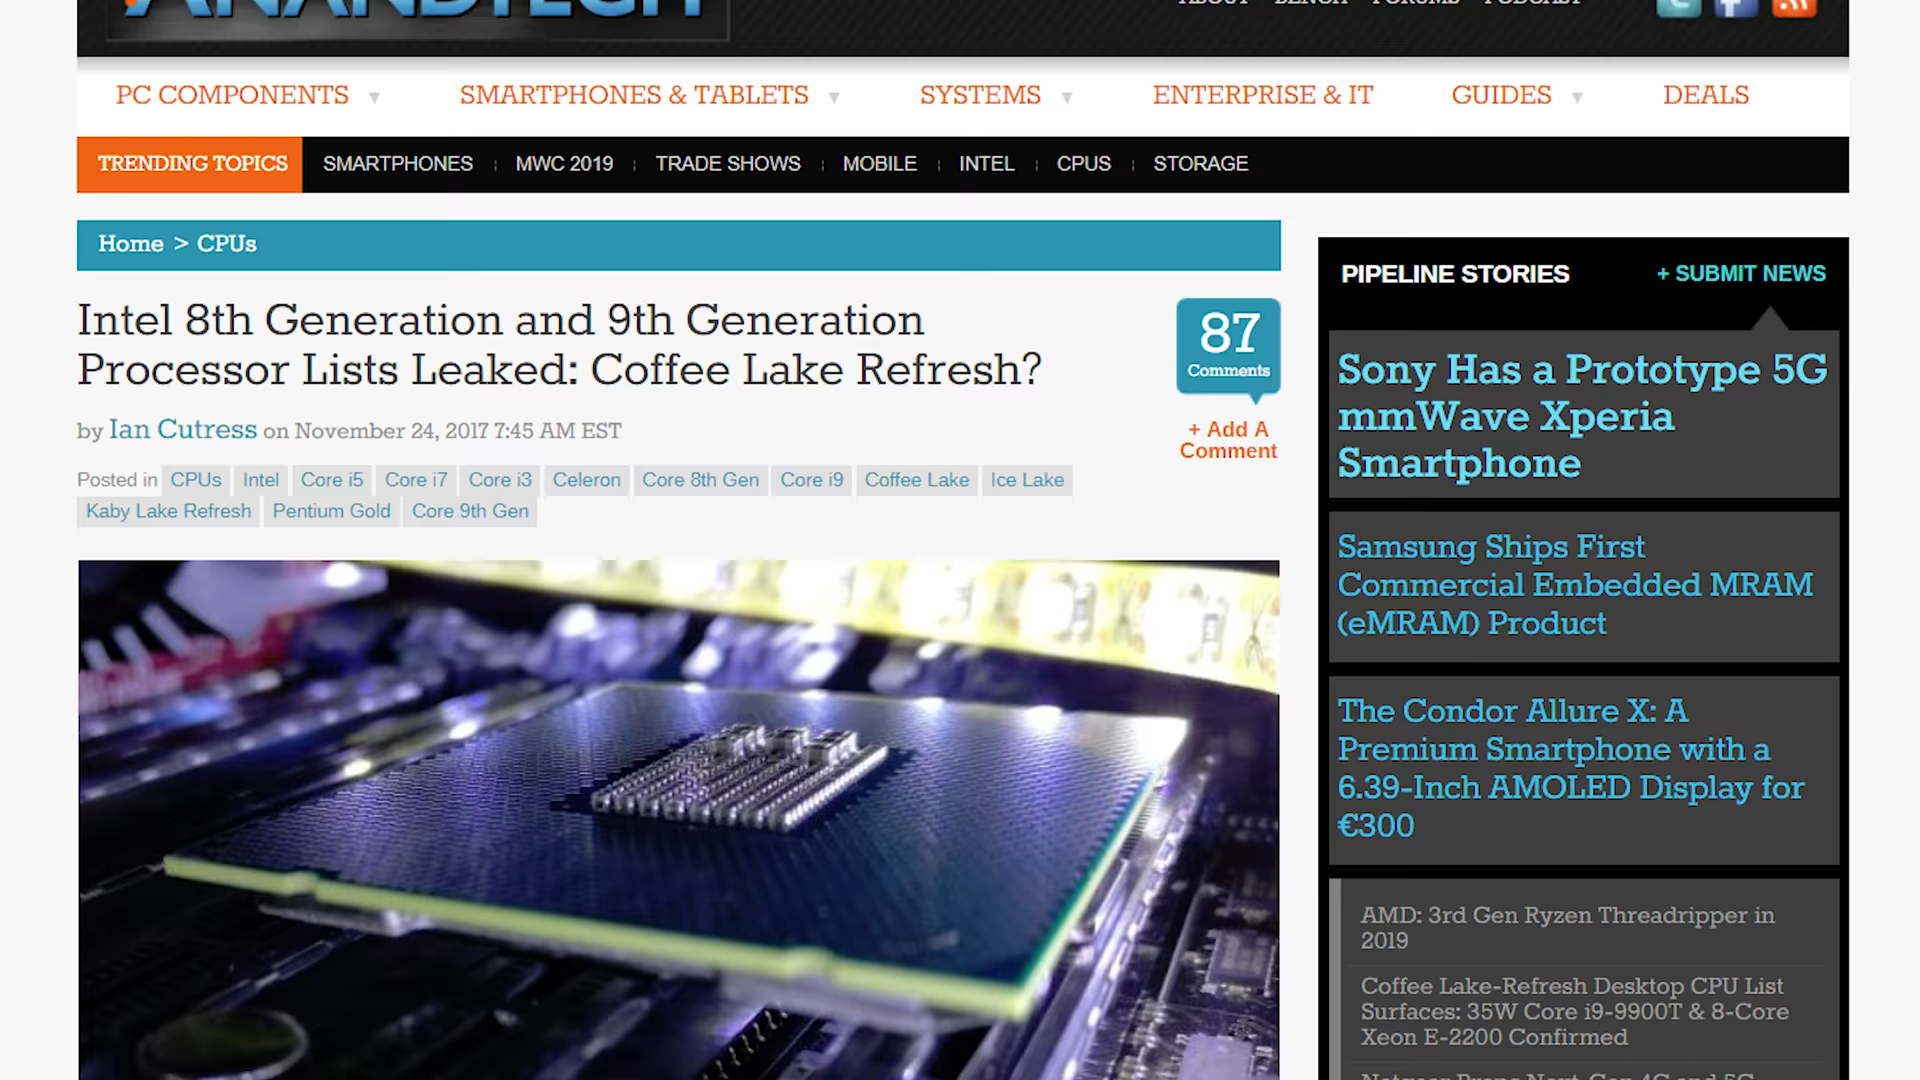 ANANDTECH
ABOUT BENCH FORUMS PODCAST
PC COMPONENTS SMARTPHONES & TABLETS SYSTEMS ENTERPRISE & IT GUIDES DEALS
TRENDING TOPICS SMARTPHONES MWC 2019 TRADE SHOWS MOBILE INTEL CPUS STORAGE
Home > CPUs
Intel 8th Generation and 9th Generation
Processor Lists Leaked: Coffee Lake Refresh?
by Ian Cutress on November 24, 2017 7:45 AM EST
Posted in CPUs Intel Core i5 Core i7 Core i3 Celeron Core 8th Gen Core i9 Coffee Lake Ice Lake
Kaby Lake Refresh Pentium Gold Core 9th Gen
87
Comments
+ Add A
Comment
PIPELINE STORIES + SUBMIT NEWS
Sony Has a Prototype 5G
mmWave Xperia
Smartphone
Samsung Ships First
Commercial Embedded MRAM
(eMRAM) Product
The Condor Allure X: A
Premium Smartphone with a
6.39-Inch AMOLED Display for
€300
AMD: 3rd Gen Ryzen Threadripper in
2019
Coffee Lake-Refresh Desktop CPU List
Surfaces: 35W Core i9-9900T & 8-Core
Xeon E-2200 Confirmed